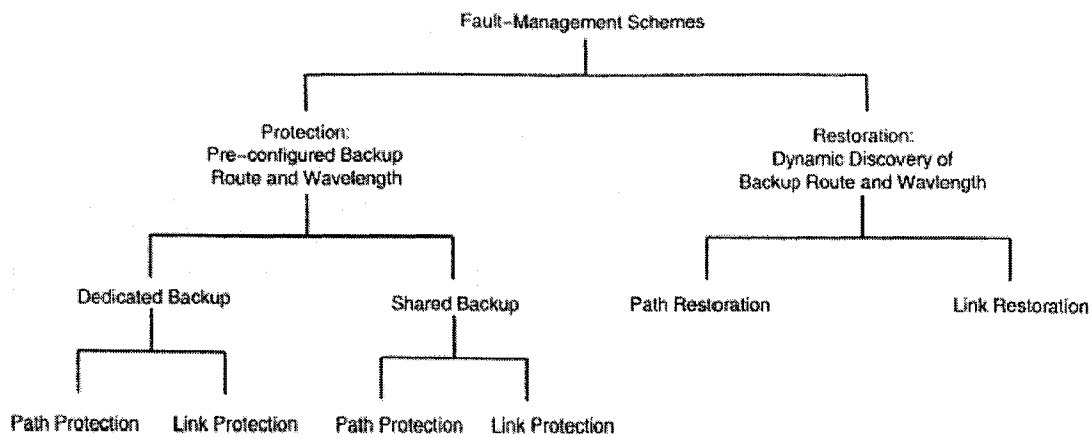 Fault-Management Schemes
Protection:
Pre-configured Backup
Route and Wavelength
Restoration:
Dynamic Discovery of
Backup Route and Wavlength
Dedicated Backup
Shared Backup
Path Restoration
Link Restoration
Path Protection
Link Protection
Path Protection
Link Protection